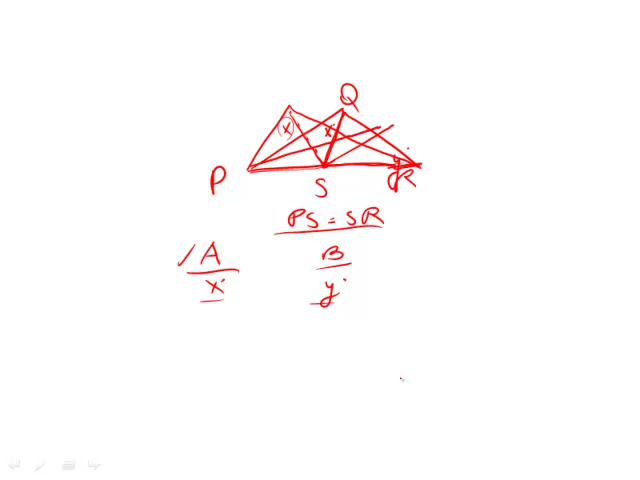 Q
x x
y
P S R
PS = SR
A B
x y